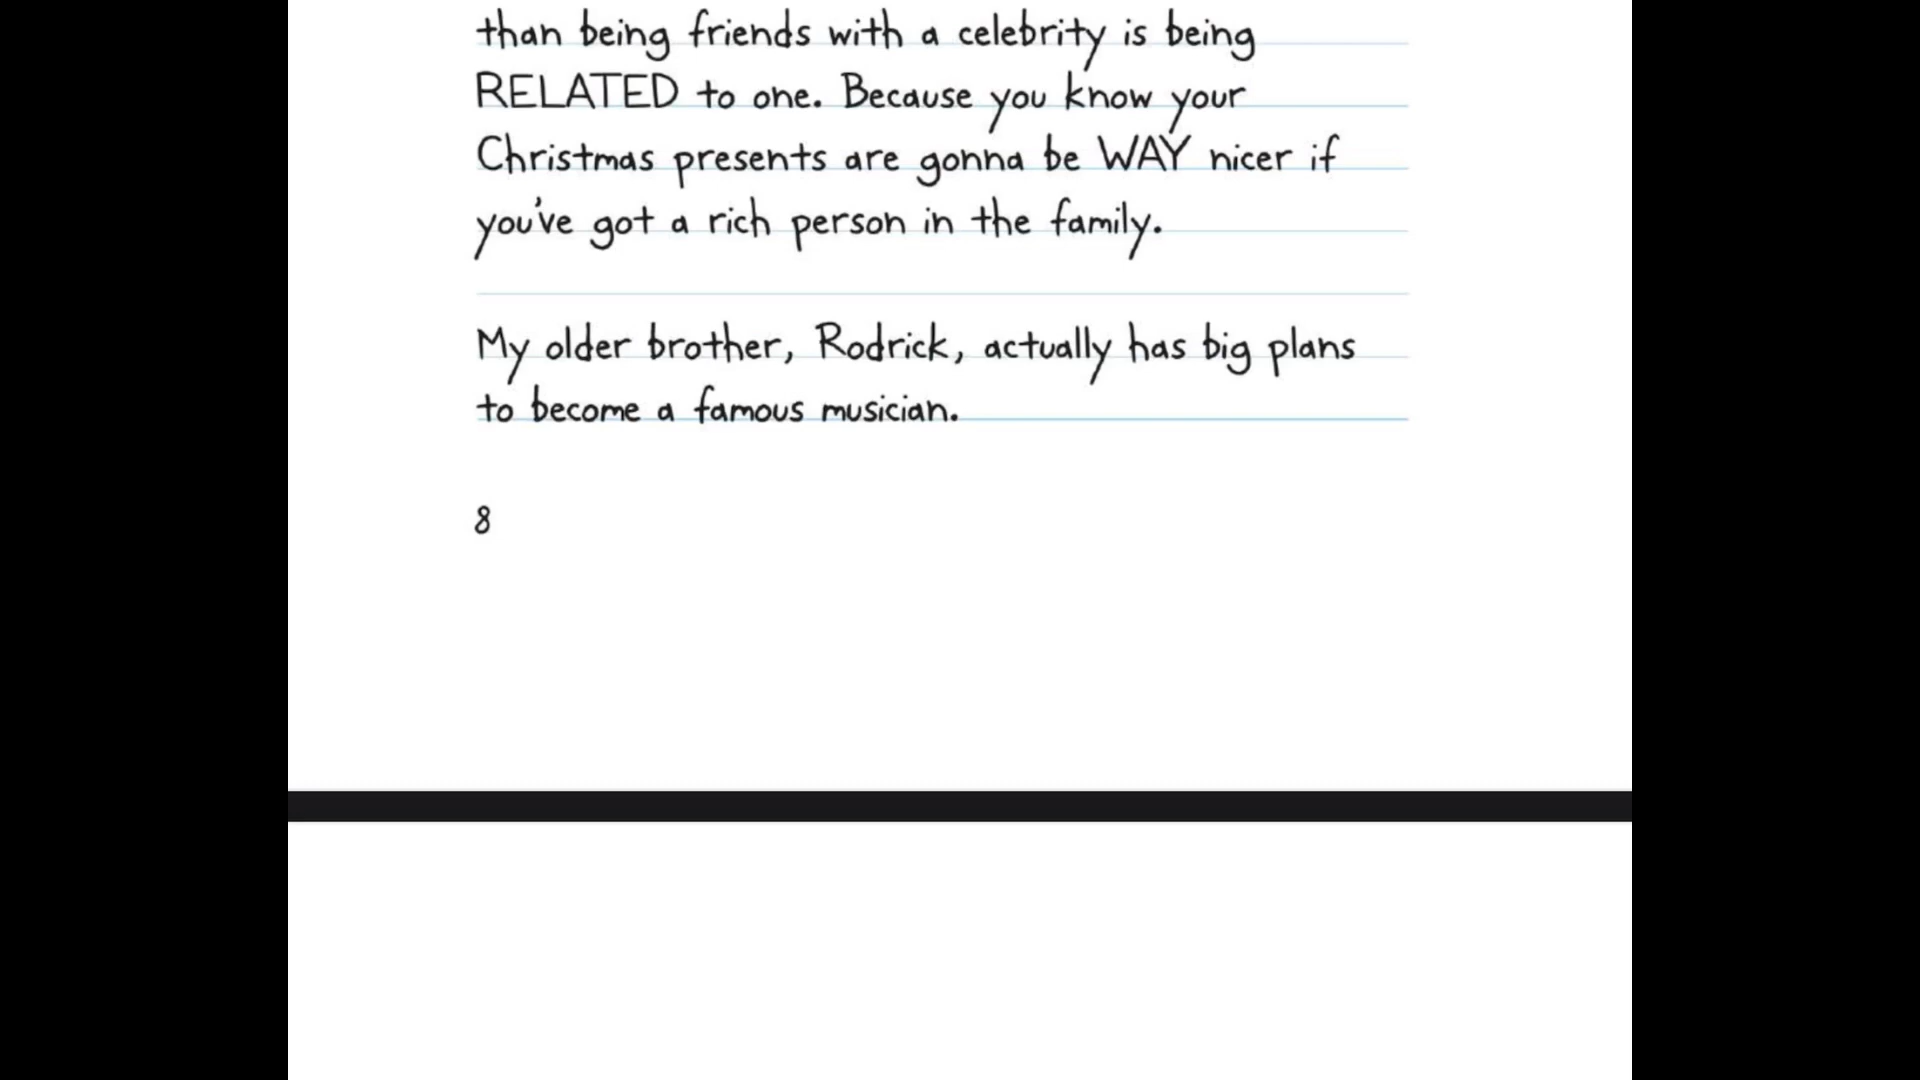 than being friends with a celebrity is being
RELATED to one. Because you know your
Christmas presents are gonna be WAY nicer if
you've got a rich person in the family.
My older brother, Rodrick, actually has big plans
to become a famous musician.
8